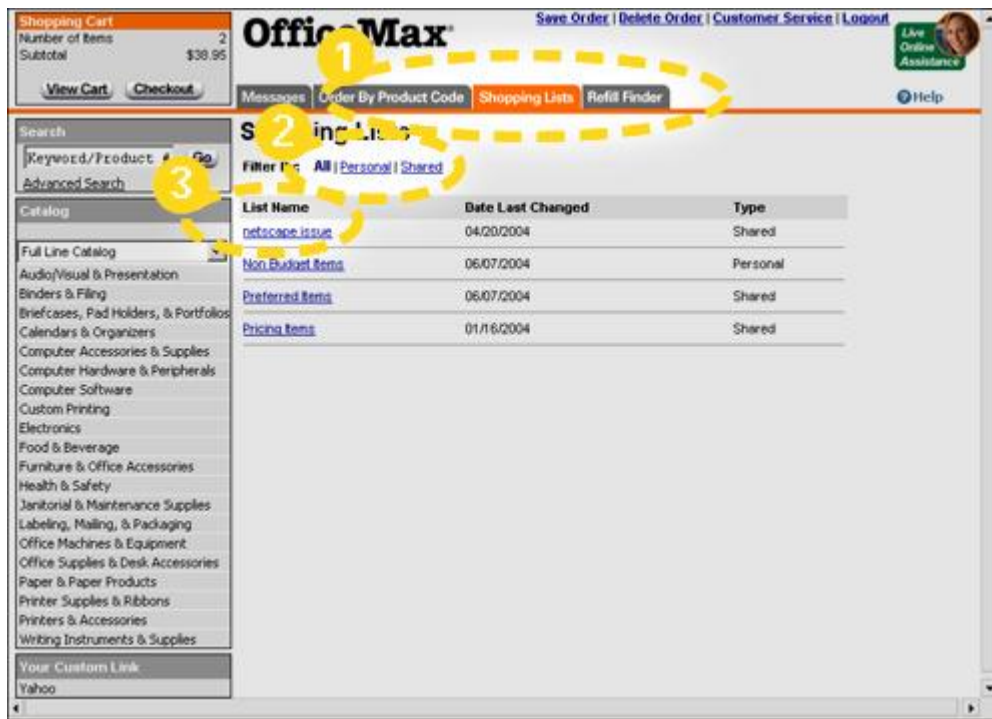 Shopping Cart
Number of Items 2
Subtotal $38.95
View Cart Checkout
OfficeMax
Save Order | Delete Order | Customer Service | Logout
Live
Online
Assistance
1
Messages Order By Product Code Shopping Lists Refill Finder
Help
Search
Keyword/Product Go
Advanced Search
Catalog
Full Line Catalog
Audio/Visual & Presentation
Binders & Filing
Briefcases, Pad Holders, & Portfolios
Calendars & Organizers
Computer Accessories & Supplies
Computer Hardware & Peripherals
Computer Software
Custom Printing
Electronics
Food & Beverage
Furniture & Office Accessories
Health & Safety
Janitorial & Maintenance Supplies
Labeling, Mailing, & Packaging
Office Machines & Equipment
Office Supplies & Desk Accessories
Paper & Paper Products
Printer Supplies & Ribbons
Printers & Accessories
Writing Instruments & Supplies
Your Custom Link
Yahoo
Shopping Lists
2
Filter By: All | Personal | Shared
3
List Name Date Last Changed Type
netscape issue 04/20/2004 Shared
Non Budget Items 06/07/2004 Personal
Preferred Items 06/07/2004 Shared
Pricing Items 01/16/2004 Shared